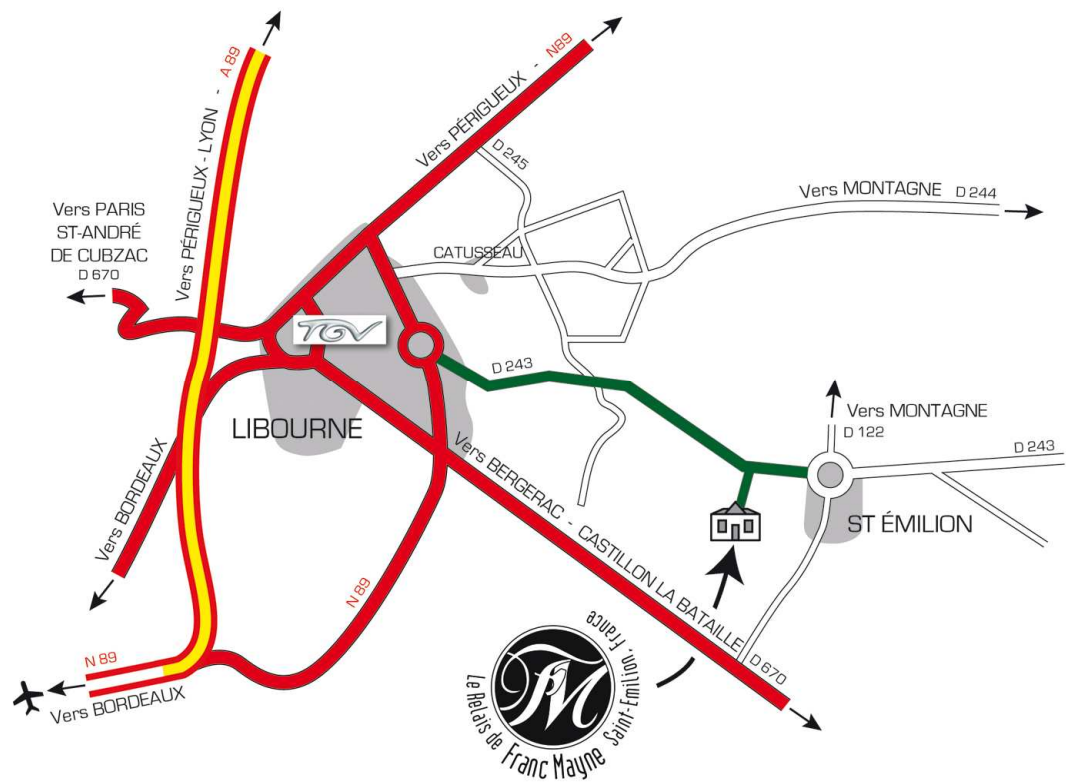 Vers PÉRIGUEUX - LYON - A 89
Vers PÉRIGUEUX - N89
D 245
Vers MONTAGNE D 244
Vers PARIS
ST-ANDRÉ
DE CUBZAC
D 670
CATUSSEAU
TGV
D 243
LIBOURNE
Vers MONTAGNE
D 122
D 243
ST ÉMILION
Vers BORDEAUX
Vers BERGERAC - CASTILLON LA BATAILLE
D 670
N 89
N 89
Vers BORDEAUX
FM
Le Relais de Franc Mayne Saint-Emilion, France